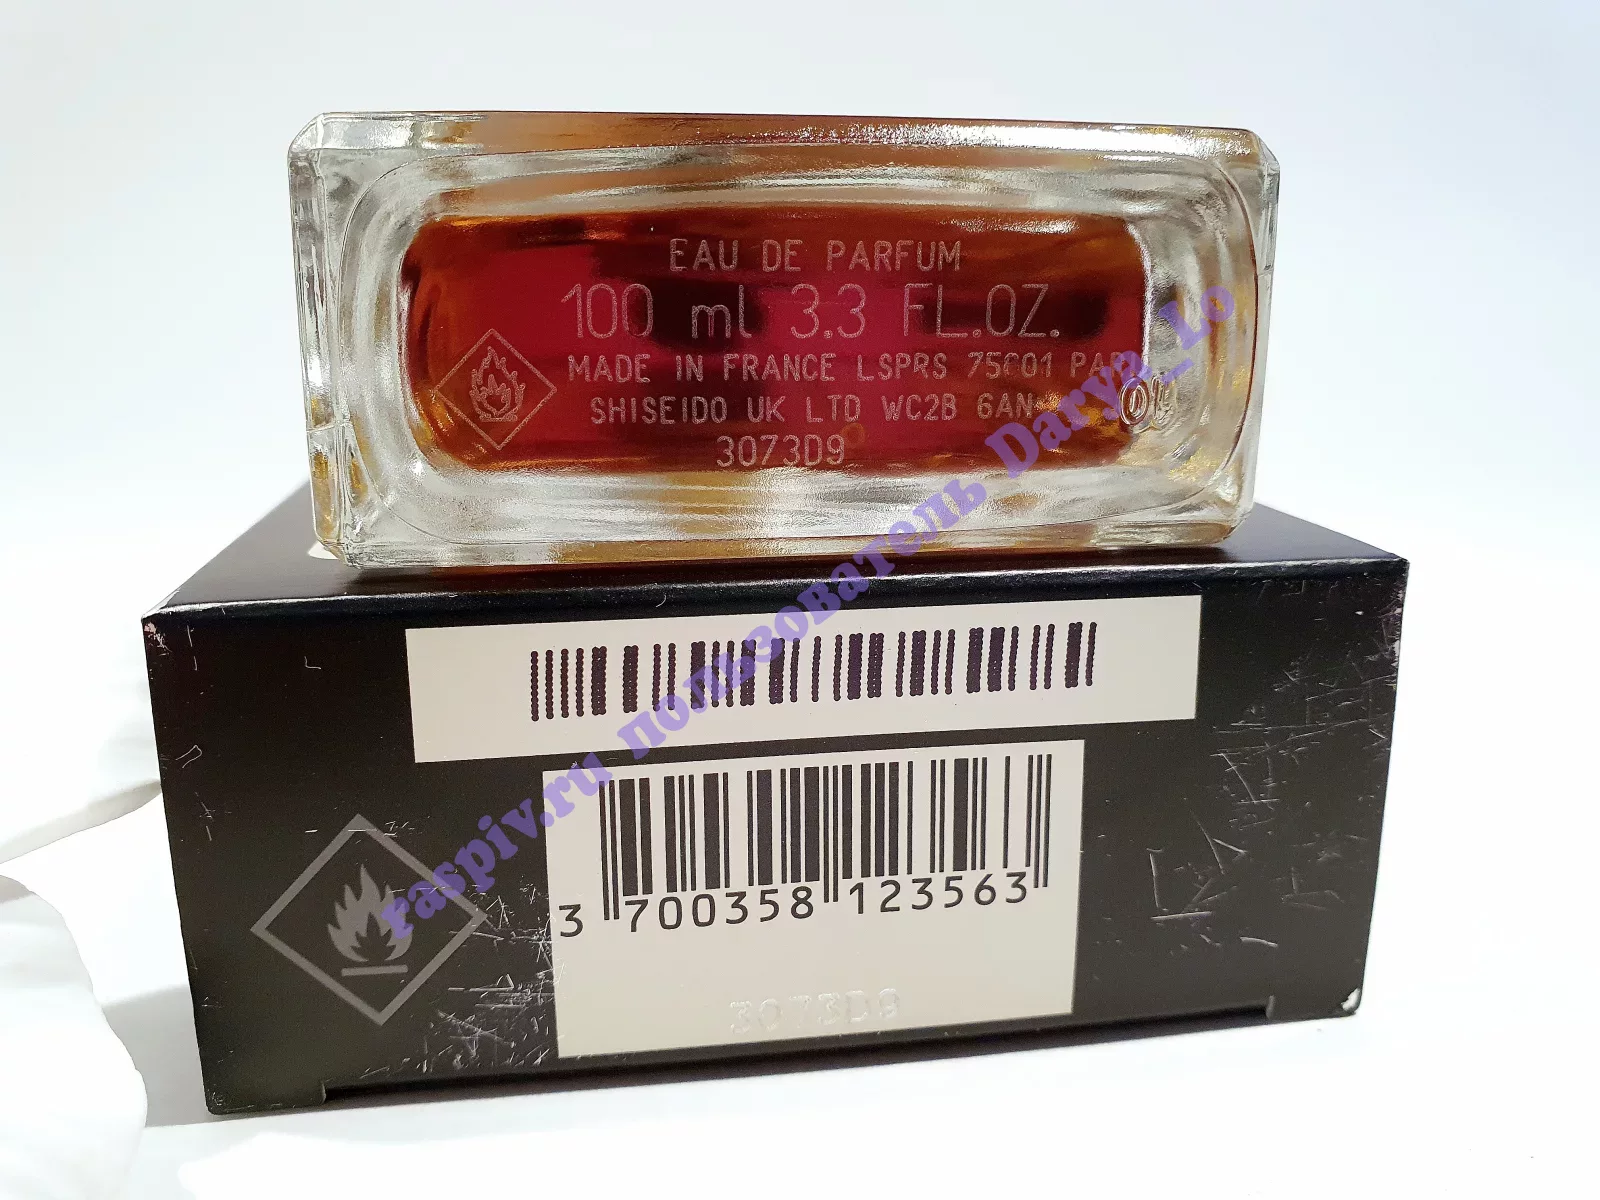 EAU DE PARFUM
100 ml 3.3 FL.OZ.
MADE IN FRANCE LSPRS 75001 PAR
SHISEIDO UK LTD WC2B 6AN
3073D9
3 700358 123563
3073D9
raspiv.ru пользователь Darya_Lo